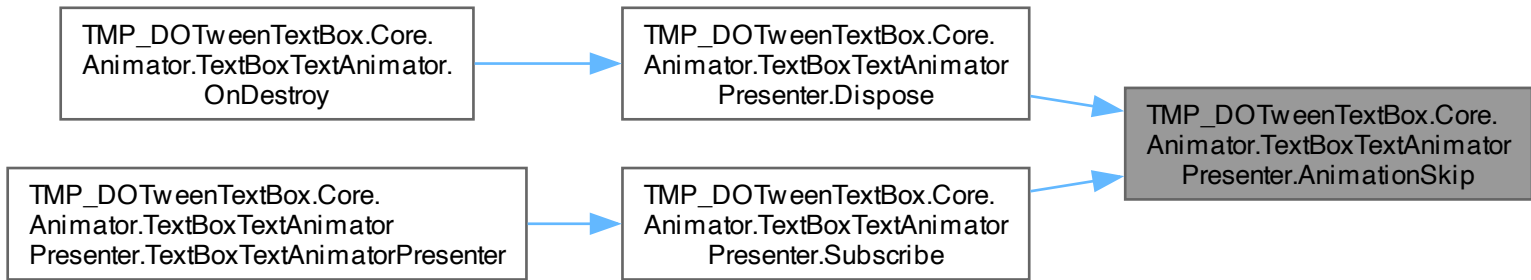 TMP_DOTweenTextBox.Core.
Animator.TextBoxTextAnimator.
OnDestroy
TMP_DOTweenTextBox.Core.
Animator.TextBoxTextAnimator
Presenter.Dispose
TMP_DOTweenTextBox.Core.
Animator.TextBoxTextAnimator
Presenter.AnimationSkip
TMP_DOTweenTextBox.Core.
Animator.TextBoxTextAnimator
Presenter.TextBoxTextAnimatorPresenter
TMP_DOTweenTextBox.Core.
Animator.TextBoxTextAnimator
Presenter.Subscribe